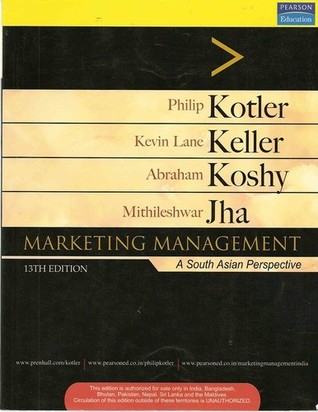 PEARSON
Education
Philip Kotler
Kevin Lane Keller
Abraham Koshy
Mithileshwar Jha
MARKETING MANAGEMENT
13TH EDITION
A South Asian Perspective
www.prenhall.com/kotler www.pearsoned.co.in/philipkotler www.pearsoned.co.in/marketingmanagementindia
This edition is authorized for sale only in India, Bangladesh,
Bhutan, Pakistan, Nepal, Sri Lanka and the Maldives.
Circulation of this edition outside of these territories is UNAUTHORIZED.